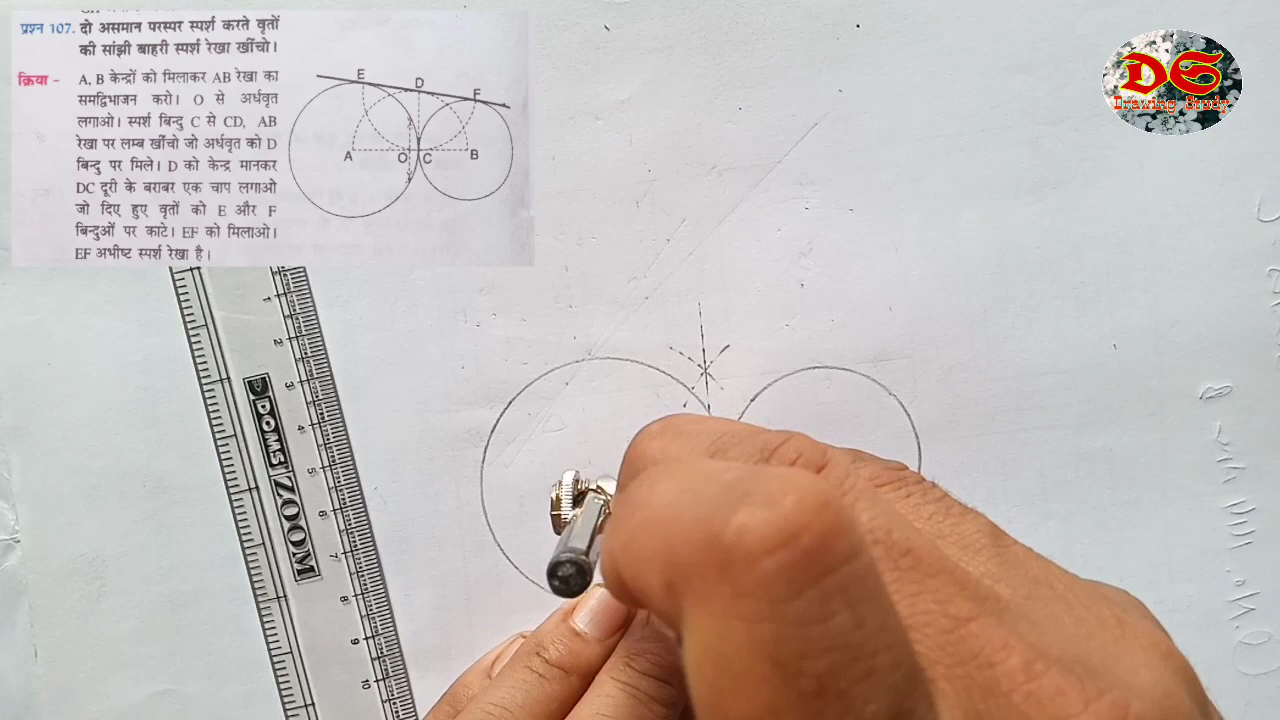 प्रश्न 107. दो असमान परस्पर स्पर्श करते वृतों
की सांझी बाहरी स्पर्श रेखा खींचो।
क्रिया - A, B केन्द्रों को मिलाकर AB रेखा का
समद्विभाजन करो। O से अर्धवृत
लगाओ। स्पर्श बिन्दु C से CD, AB
रेखा पर लम्ब खींचो जो अर्धवृत को D
बिन्दु पर मिले। D को केन्द्र मानकर
DC दूरी के बराबर एक चाप लगाओ
जो दिए हुए वृतों को E और F
बिन्दुओं पर काटे। EF को मिलाओ।
EF अभीष्ट स्पर्श रेखा है।
E D F
A O C B
DS
Drawing Study
1
2
3
4
5
6
7
8
9
10
DOMS ZOOM